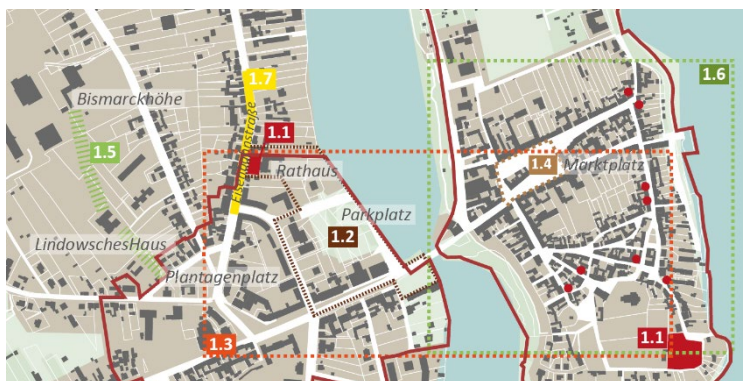 1.7
1.6
Bismarckhöhe
Eisenbahnstraße
1.1
1.5
1.4
Marktplatz
Rathaus
Parkplatz
1.2
LindowschesHaus
Plantagenplatz
1.3
1.1